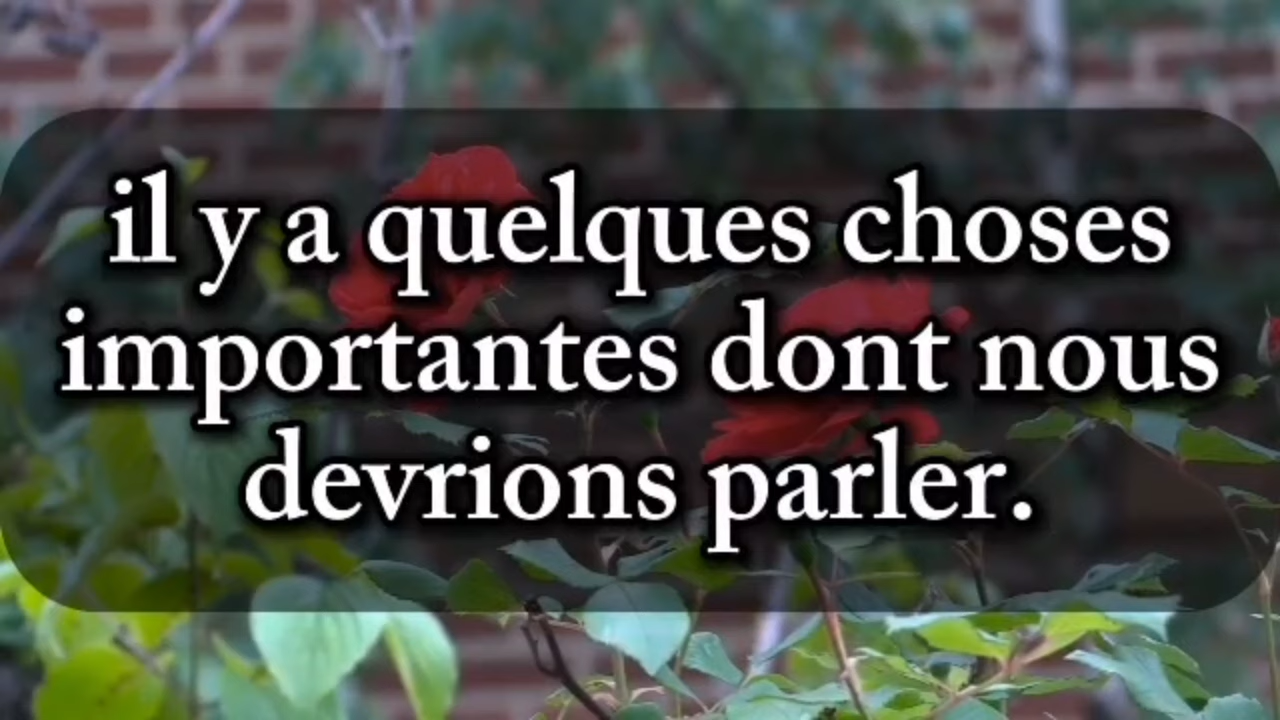 il y a quelques choses
importantes dont nous
devrions parler.